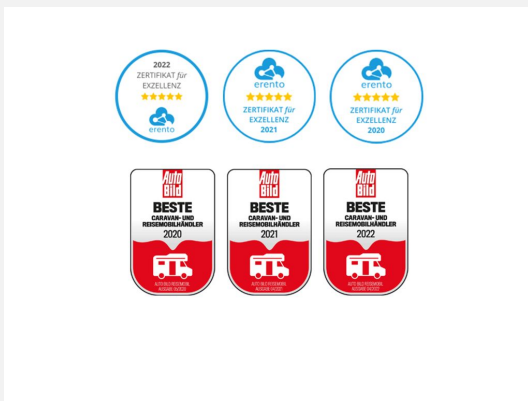 2022
ZERTIFIKAT für
EXZELLENZ
erento
erento
ZERTIFIKAT für
EXZELLENZ
2021
erento
ZERTIFIKAT für
EXZELLENZ
2020
Auto
Bild
BESTE
CARAVAN- UND
REISEMOBILHÄNDLER
2020
Auto
Bild
BESTE
CARAVAN- UND
REISEMOBILHÄNDLER
2021
Auto
Bild
BESTE
CARAVAN- UND
REISEMOBILHÄNDLER
2022